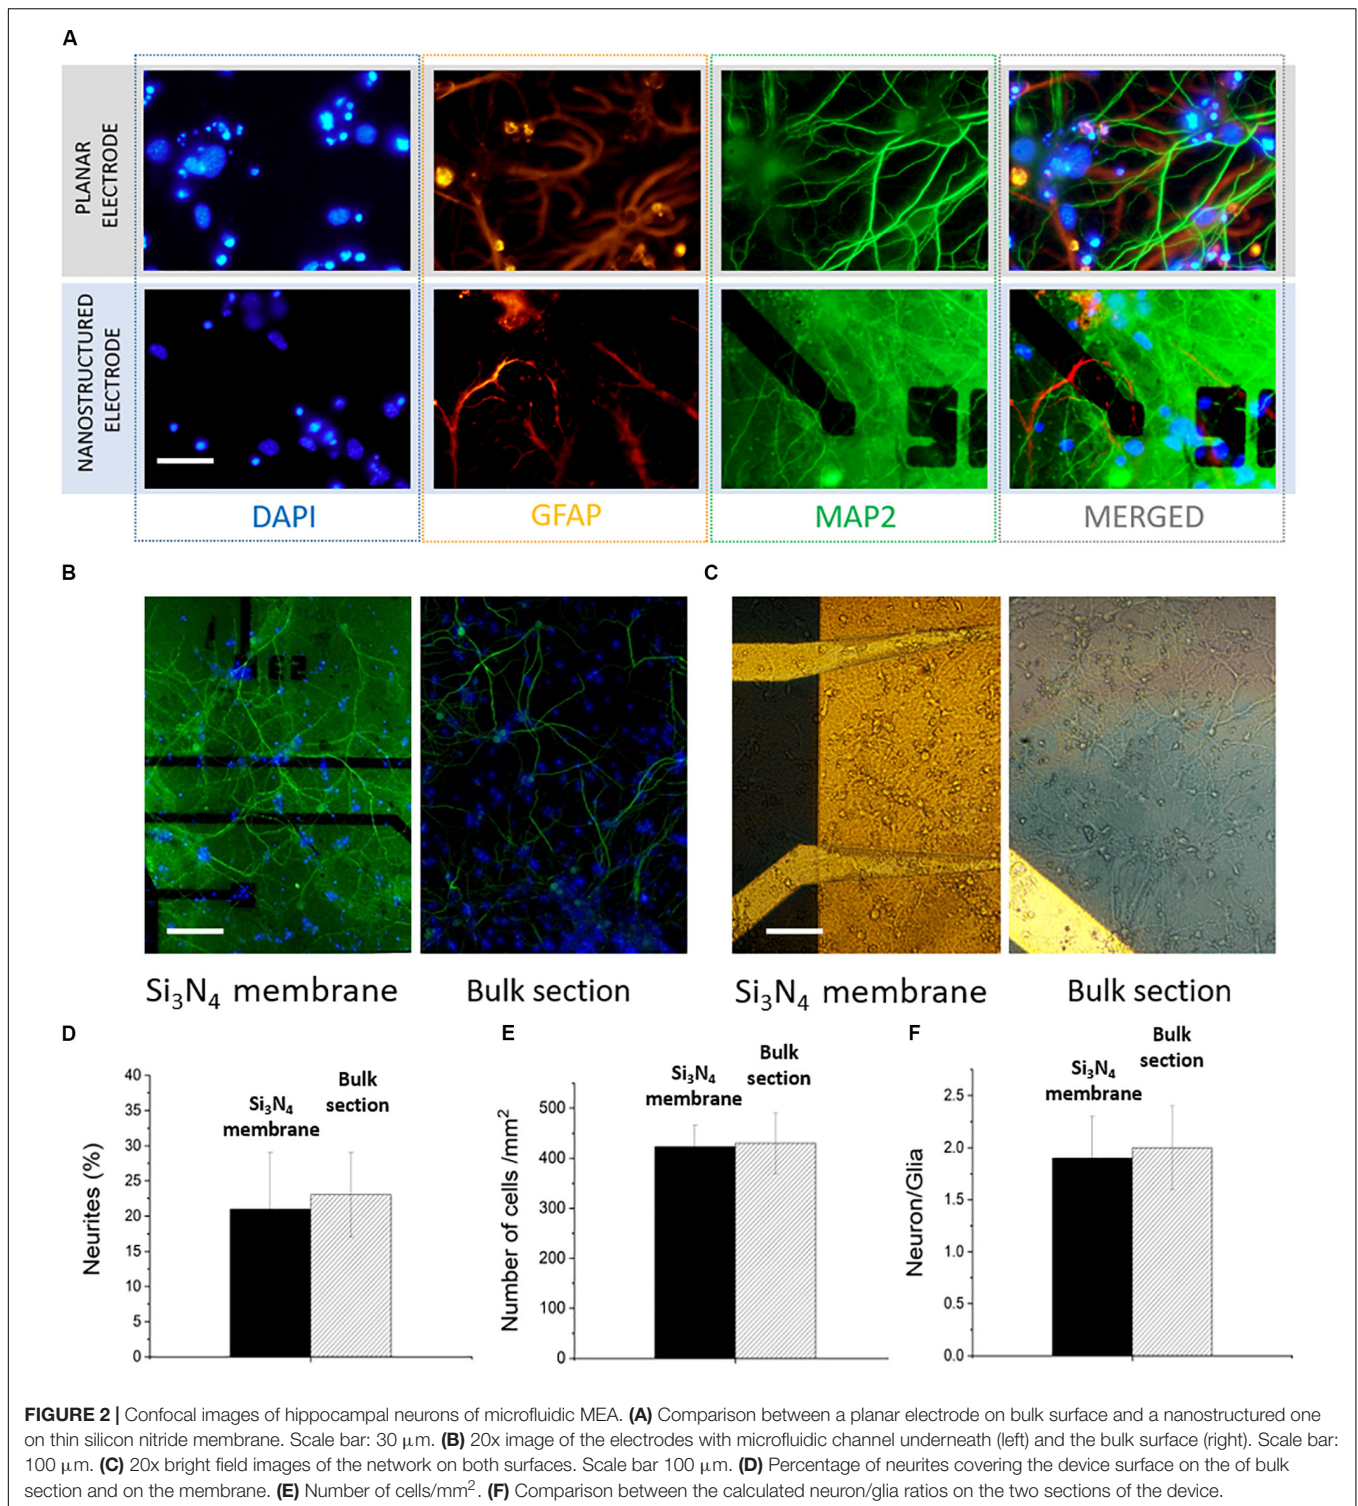 A
PLANAR
ELECTRODE
NANOSTRUCTURED
ELECTRODE
DAPI
GFAP
MAP2
MERGED
B
C
Si₃N₄ membrane
Bulk section
Si₃N₄ membrane
Bulk section
D
Neurites (%)
40
35
30
25
20
15
10
5
0
Si₃N₄
membrane
Bulk
section
E
Number of cells /mm²
500
400
300
200
100
0
Si₃N₄
membrane
Bulk
section
F
Neuron/Glia
2.5
2.0
1.5
1.0
0.5
0.0
Si₃N₄
membrane
Bulk
section
FIGURE 2 | Confocal images of hippocampal neurons of microfluidic MEA. (A) Comparison between a planar electrode on bulk surface and a nanostructured one
on thin silicon nitride membrane. Scale bar: 30 μm. (B) 20x image of the electrodes with microfluidic channel underneath (left) and the bulk surface (right). Scale bar:
100 μm. (C) 20x bright field images of the network on both surfaces. Scale bar 100 μm. (D) Percentage of neurites covering the device surface on the of bulk
section and on the membrane. (E) Number of cells/mm². (F) Comparison between the calculated neuron/glia ratios on the two sections of the device.